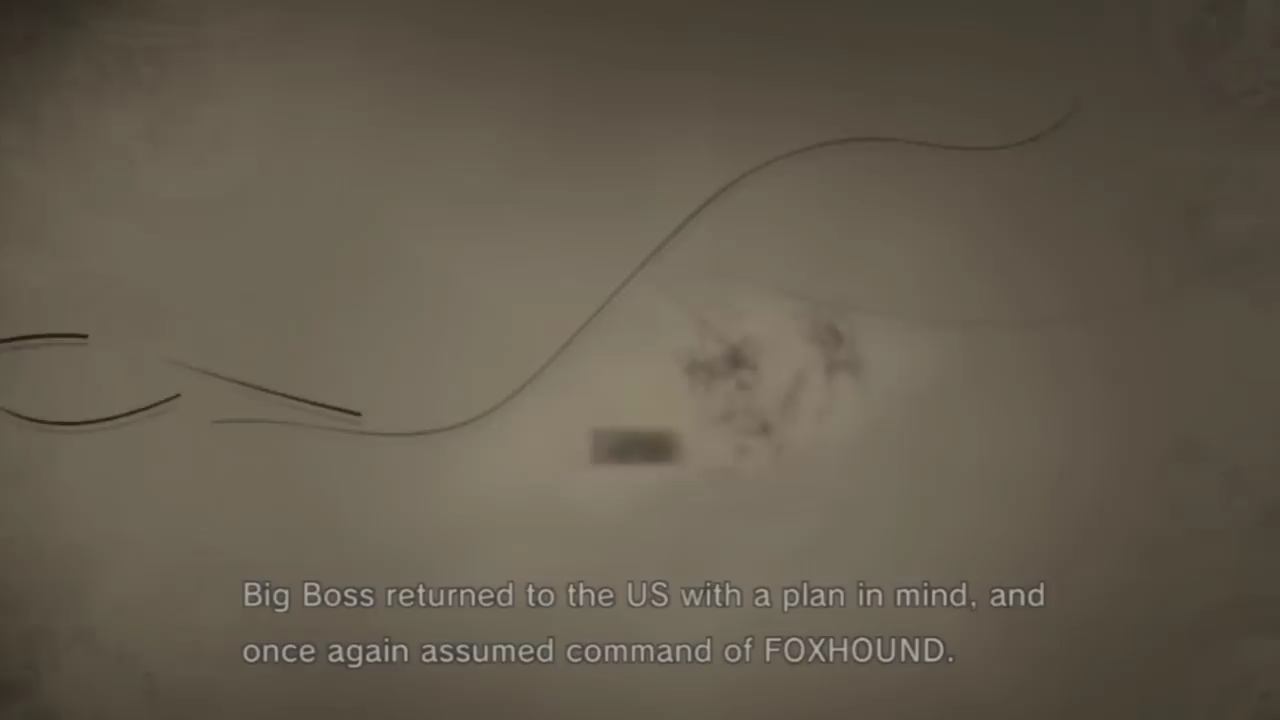 Big Boss returned to the US with a plan in mind, and
once again assumed command of FOXHOUND.